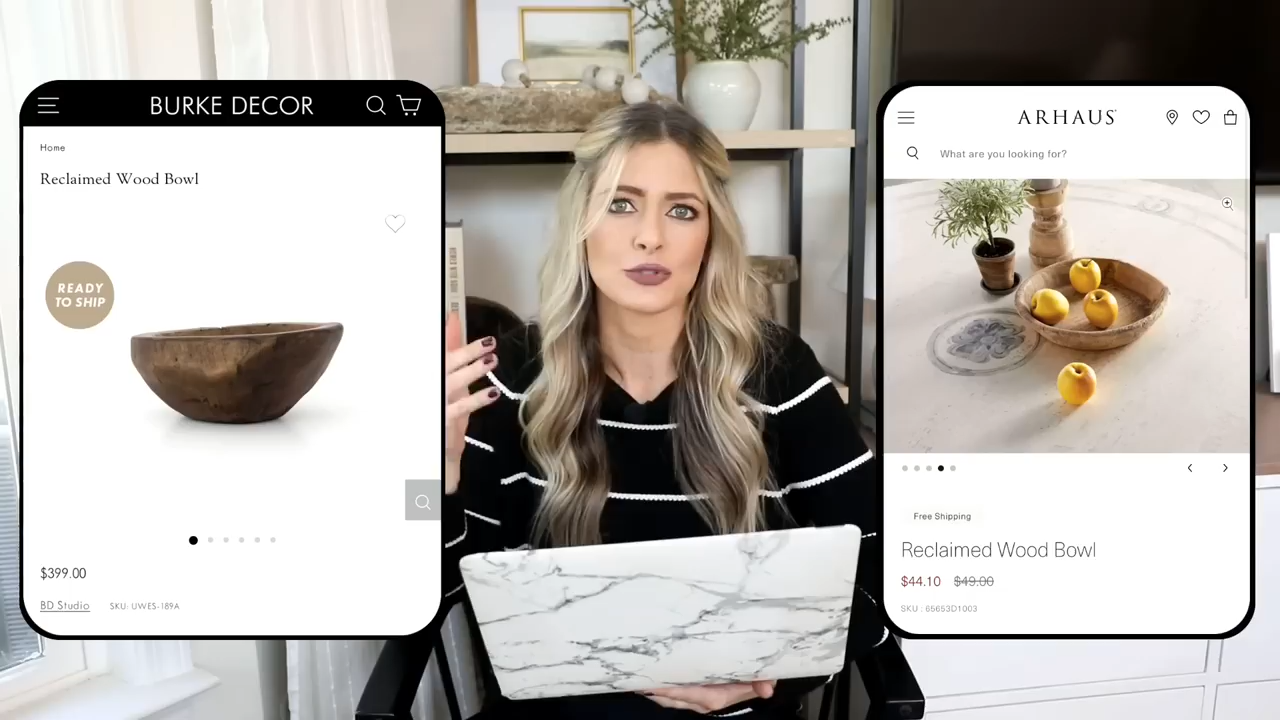 BURKE DECOR
Home
Reclaimed Wood Bowl
READY
TO SHIP
$399.00
BD Studio
SKU: UWES-189A
ARHAUS
What are you looking for?
Free Shipping
Reclaimed Wood Bowl
$44.10 $49.00
SKU : 65653D1003